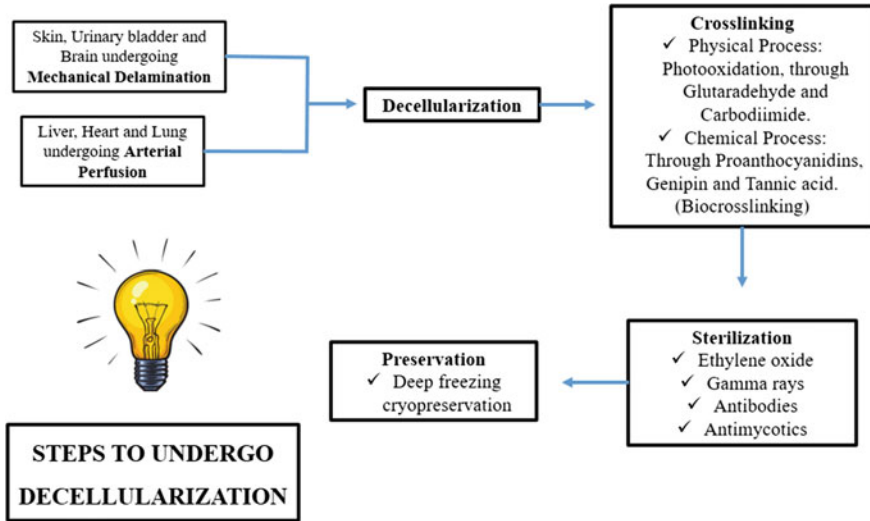 Skin, Urinary bladder and
Brain undergoing
Mechanical Delamination
Liver, Heart and Lung
undergoing Arterial
Perfusion
Decellularization
Crosslinking
✓ Physical Process:
Photooxidation, through
Glutaradehyde and
Carbodiimide.
✓ Chemical Process:
Through Proanthocyanidins,
Genipin and Tannic acid.
(Biocrosslinking)
Sterilization
✓ Ethylene oxide
✓ Gamma rays
✓ Antibodies
✓ Antimycotics
Preservation
✓ Deep freezing
cryopreservation
STEPS TO UNDERGO
DECELLULARIZATION